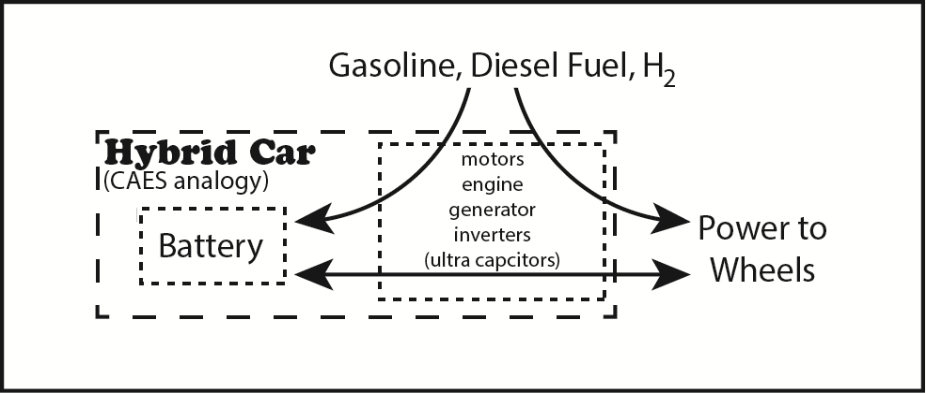 Gasoline, Diesel Fuel, H₂
Hybrid Car
(CAES analogy)
motors
engine
generator
inverters
(ultra capcitors)
Battery
Power to
Wheels